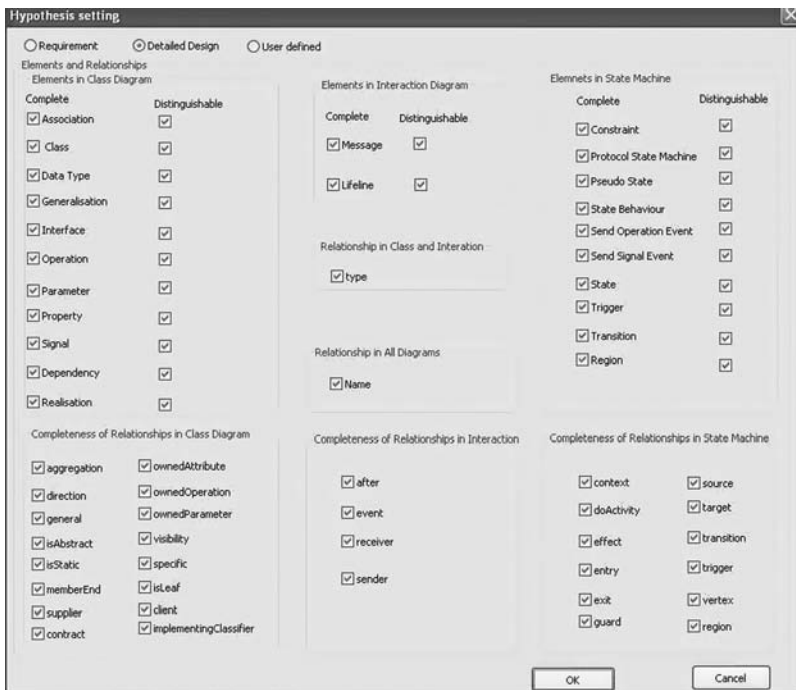 Hypothesis setting
Requirement Detailed Design User defined
Elements and Relationships
Elements in Class Diagram
Complete Distinguishable
Association
Class
Data Type
Generalisation
Interface
Operation
Parameter
Property
Signal
Dependency
Realisation
Elements in Interaction Diagram
Complete Distinguishable
Message
Lifeline
Relationship in Class and Interation
type
Relationship in All Diagrams
Name
Elemnets in State Machine
Complete Distinguishable
Constraint
Protocol State Machine
Pseudo State
State Behaviour
Send Operation Event
Send Signal Event
State
Trigger
Transition
Region
Completeness of Relationships in Class Diagram
aggregation ownedAttribute
direction ownedOperation
general ownedParameter
isAbstract visibility
isStatic specific
memberEnd isLeaf
supplier client
contract implementingClassifier
Completeness of Relationships in Interaction
after
event
receiver
sender
Completeness of Relationships in State Machine
context source
doActivity target
effect transition
entry trigger
exit vertex
guard region
OK Cancel